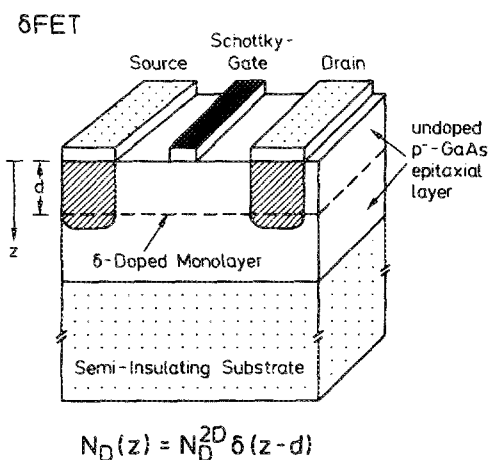 δFET
Schottky-
Source Gate Drain
undoped
p⁻-GaAs
epitaxial
layer
d
z
δ-Doped Monolayer
Semi-Insulating Substrate
N_D(z) = N_D^2D δ(z-d)